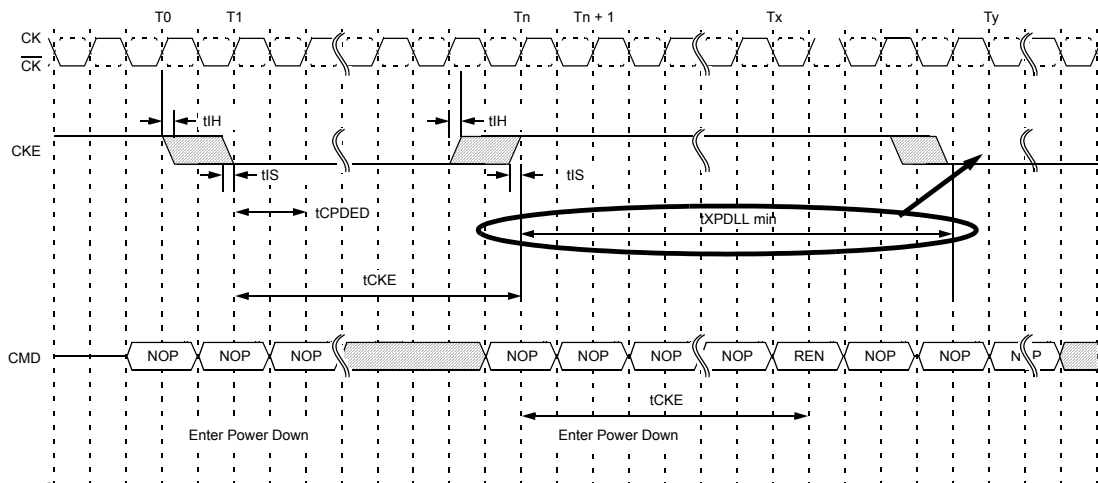 T0 T1 Tn Tn + 1 Tx Ty
CK
CK
tIH tIH
CKE
tIS tIS
tCPDED
tXPDLL min
tCKE
CMD NOP NOP NOP NOP NOP NOP NOP REN NOP NOP NOP
tCKE
Enter Power Down Enter Power Down